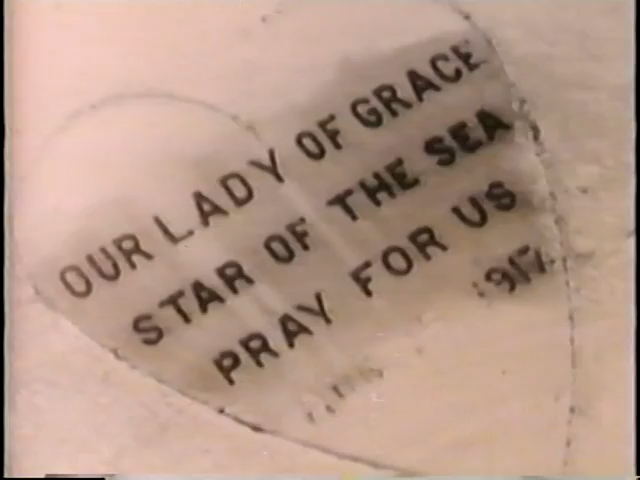 OUR LADY OF GRACE
STAR OF THE SEA
PRAY FOR US
1917